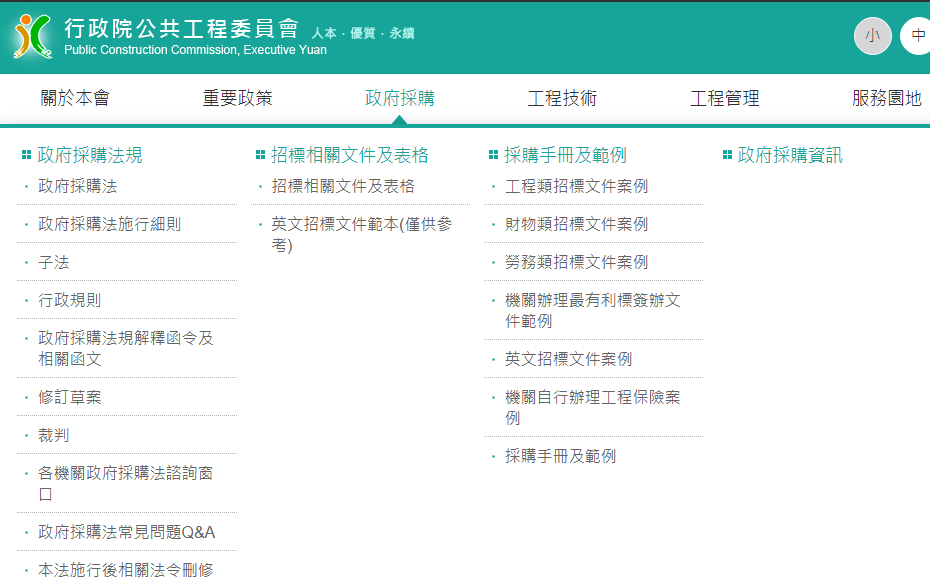 行政院公共工程委員會 人本．優質．永續
Public Construction Commission, Executive Yuan
小
中
關於本會
重要政策
政府採購
工程技術
工程管理
服務園地
政府採購法規
政府採購法
政府採購法施行細則
子法
行政規則
政府採購法規解釋函令及
相關函文
修訂草案
裁判
各機關政府採購法諮詢窗
口
政府採購法常見問題Q&A
本法施行後相關法令刪修
招標相關文件及表格
招標相關文件及表格
英文招標文件範本(僅供參
考)
採購手冊及範例
工程類招標文件案例
財物類招標文件案例
勞務類招標文件案例
機關辦理最有利標簽辦文
件範例
英文招標文件案例
機關自行辦理工程保險案
例
採購手冊及範例
政府採購資訊